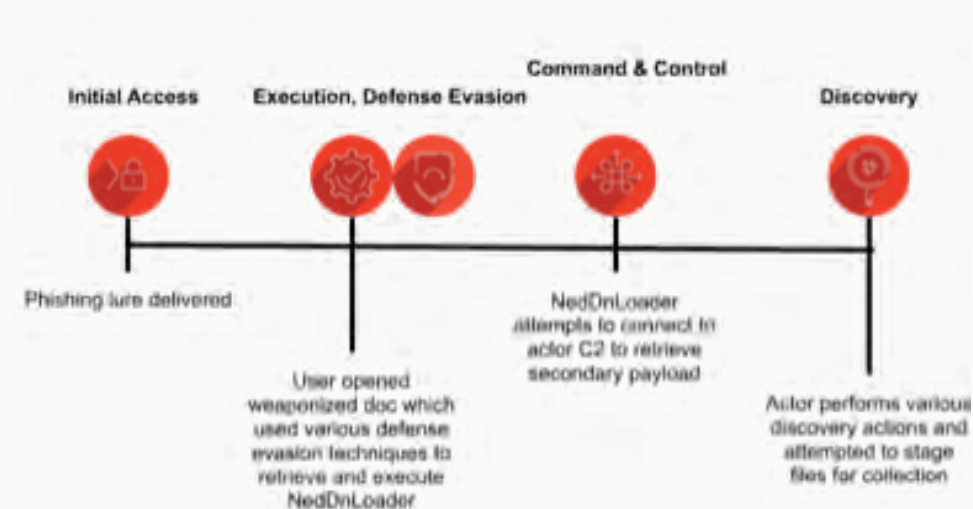 Initial Access
Execution, Defense Evasion
Command & Control
Discovery
Phishing lure delivered
User opened
weaponized doc which
used various defense
evasion techniques to
retrieve and execute
NedDnLoader
NedDnLoader
attempts to connect to
actor C2 to retrieve
secondary payload
Actor performs various
discovery actions and
attempted to stage
files for collection